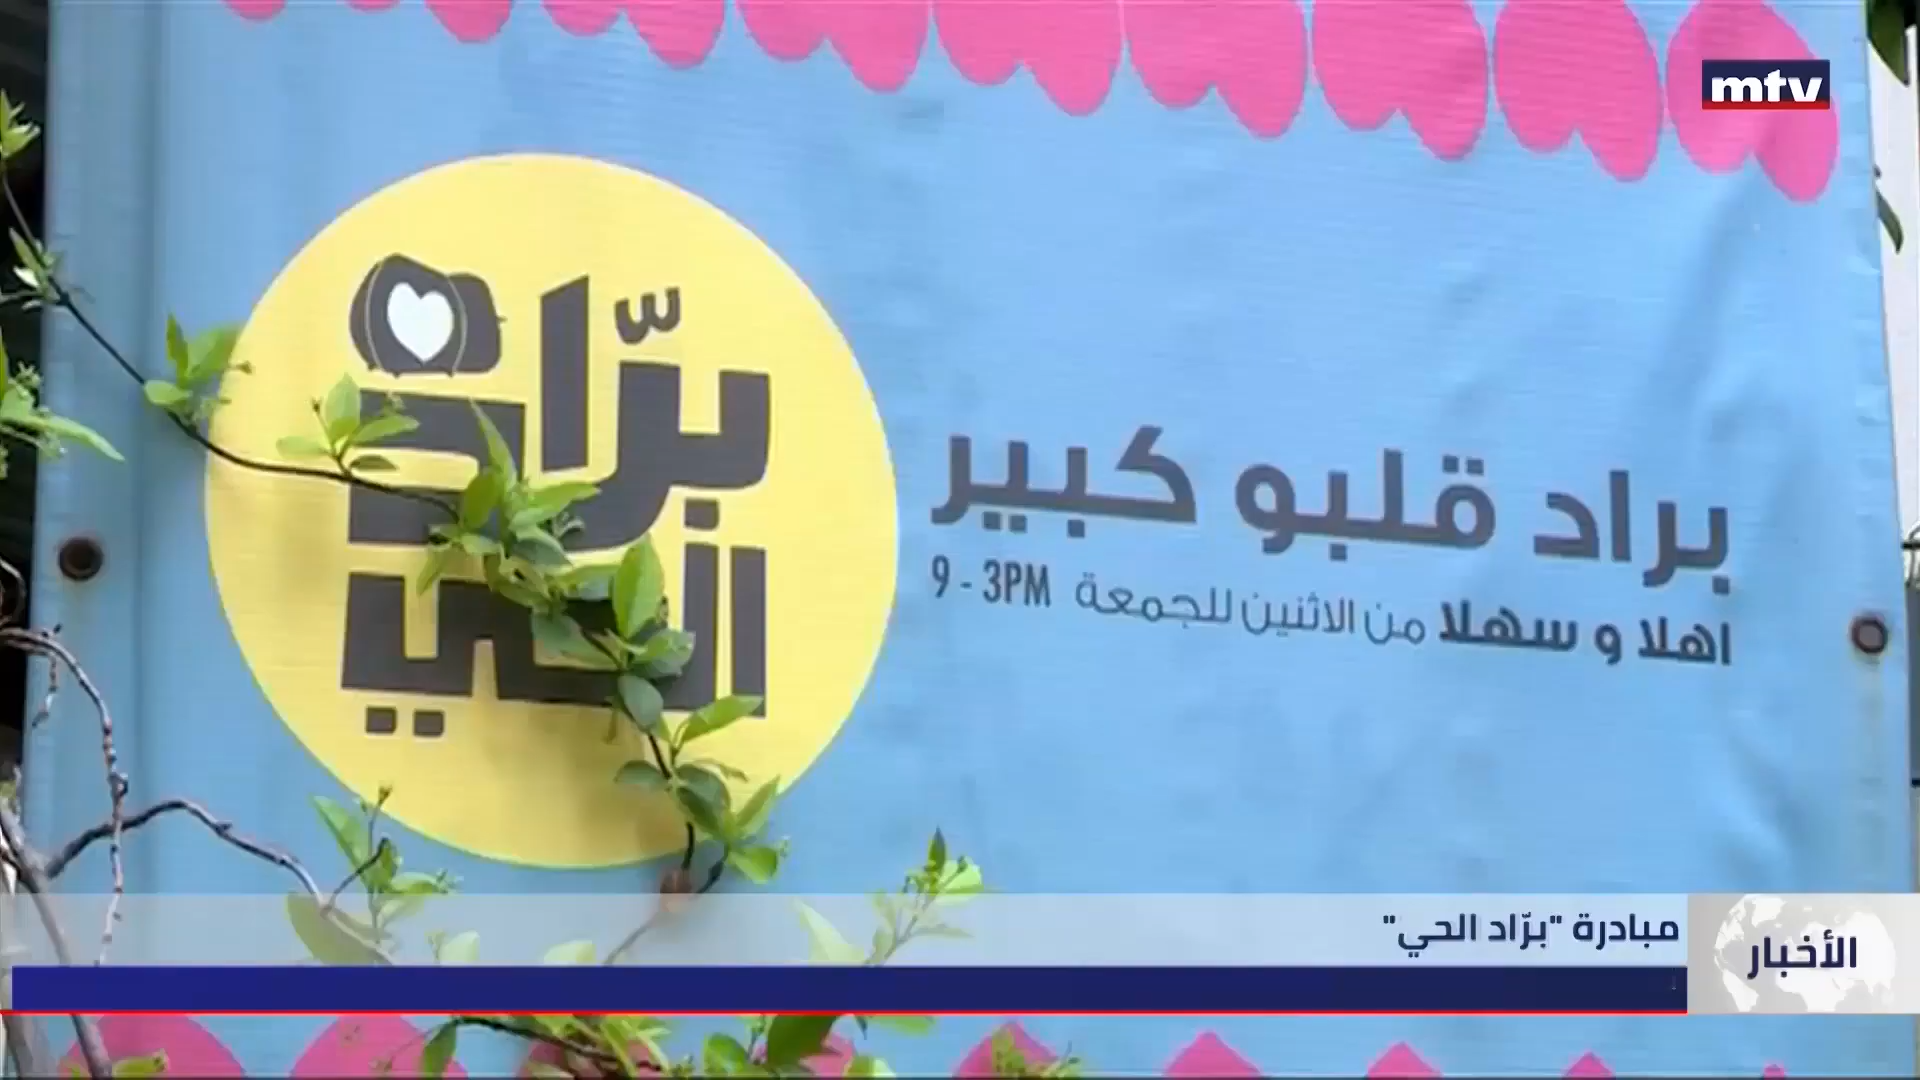 mtv
برّاد
الحي
براد قلبو كبير
اهلا و سهلا من الاثنين للجمعة 9 - 3PM
مبادرة "برّاد الحي"
الأخبار